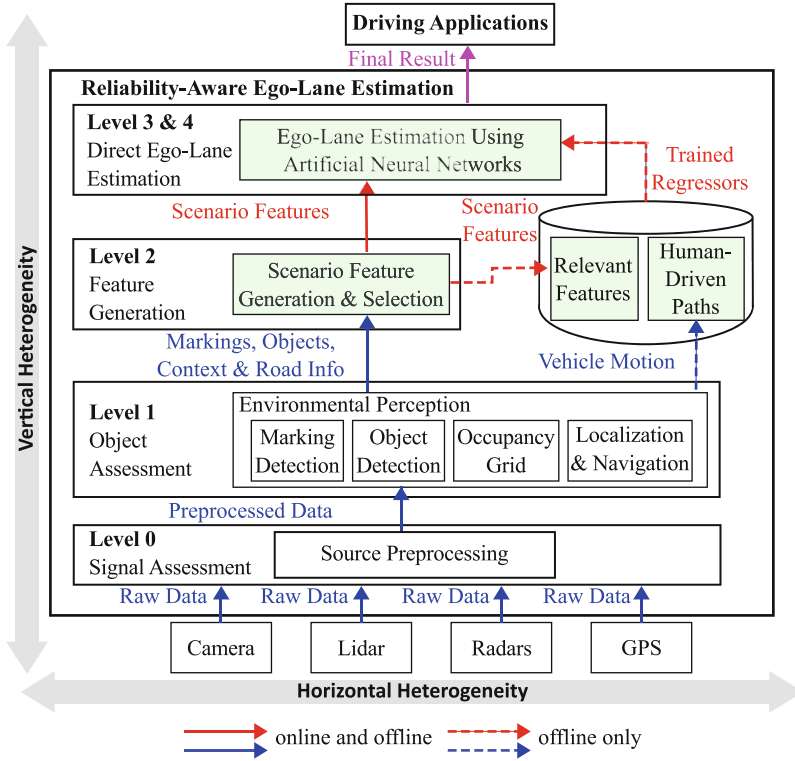 Driving Applications
Final Result
Reliability-Aware Ego-Lane Estimation
Level 3 & 4
Direct Ego-Lane
Estimation
Ego-Lane Estimation Using
Artificial Neural Networks
Trained
Regressors
Scenario Features
Scenario
Features
Level 2
Feature
Generation
Scenario Feature
Generation & Selection
Relevant
Features
Human-
Driven
Paths
Markings, Objects,
Context & Road Info
Vehicle Motion
Level 1
Object
Assessment
Environmental Perception
Marking
Detection
Object
Detection
Occupancy
Grid
Localization
& Navigation
Preprocessed Data
Level 0
Signal Assessment
Source Preprocessing
Raw Data
Raw Data
Raw Data
Raw Data
Camera
Lidar
Radars
GPS
Vertical Heterogeneity
Horizontal Heterogeneity
online and offline
offline only